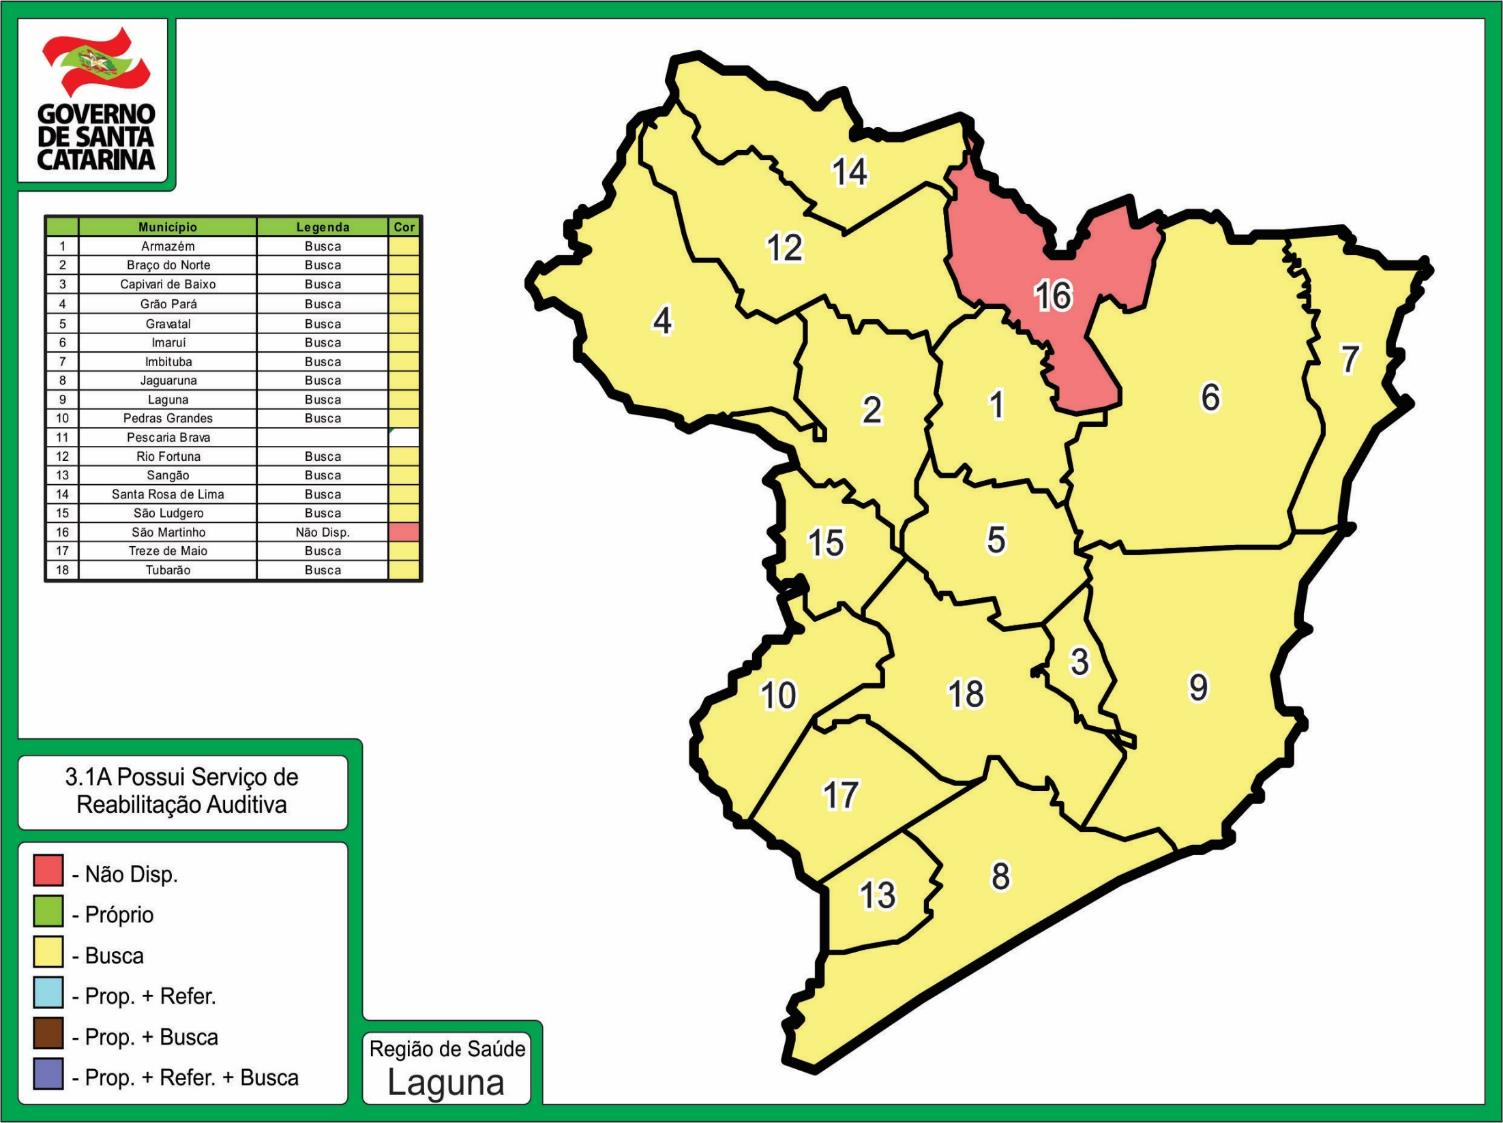 GOVERNO
DE SANTA
CATARINA
Município Legenda Cor
1 Armazém Busca
2 Braço do Norte Busca
3 Capivari de Baixo Busca
4 Grão Pará Busca
5 Gravatal Busca
6 Imaruí Busca
7 Imbituba Busca
8 Jaguaruna Busca
9 Laguna Busca
10 Pedras Grandes Busca
11 Pescaria Brava
12 Rio Fortuna Busca
13 Sangão Busca
14 Santa Rosa de Lima Busca
15 São Ludgero Busca
16 São Martinho Não Disp.
17 Treze de Maio Busca
18 Tubarão Busca
14
12
16
4
7
6
2
1
15
5
3
10
18
9
17
13
8
3.1A Possui Serviço de
Reabilitação Auditiva
- Não Disp.
- Próprio
- Busca
- Prop. + Refer.
- Prop. + Busca
- Prop. + Refer. + Busca
Região de Saúde
Laguna